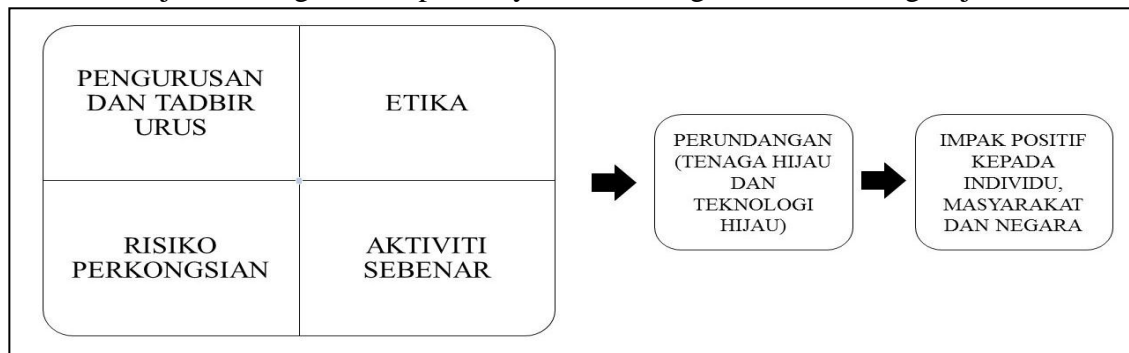 PENGURUSAN
DAN TADBIR
URUS
ETIKA
RISIKO
PERKONGSIAN
AKTIVITI
SEBENAR
PERUNDANGAN
(TENAGA HIJAU
DAN
TEKNOLOGI
HIJAU)
IMPAK POSITIF
KEPADA
INDIVIDU,
MASYARAKAT
DAN NEGARA